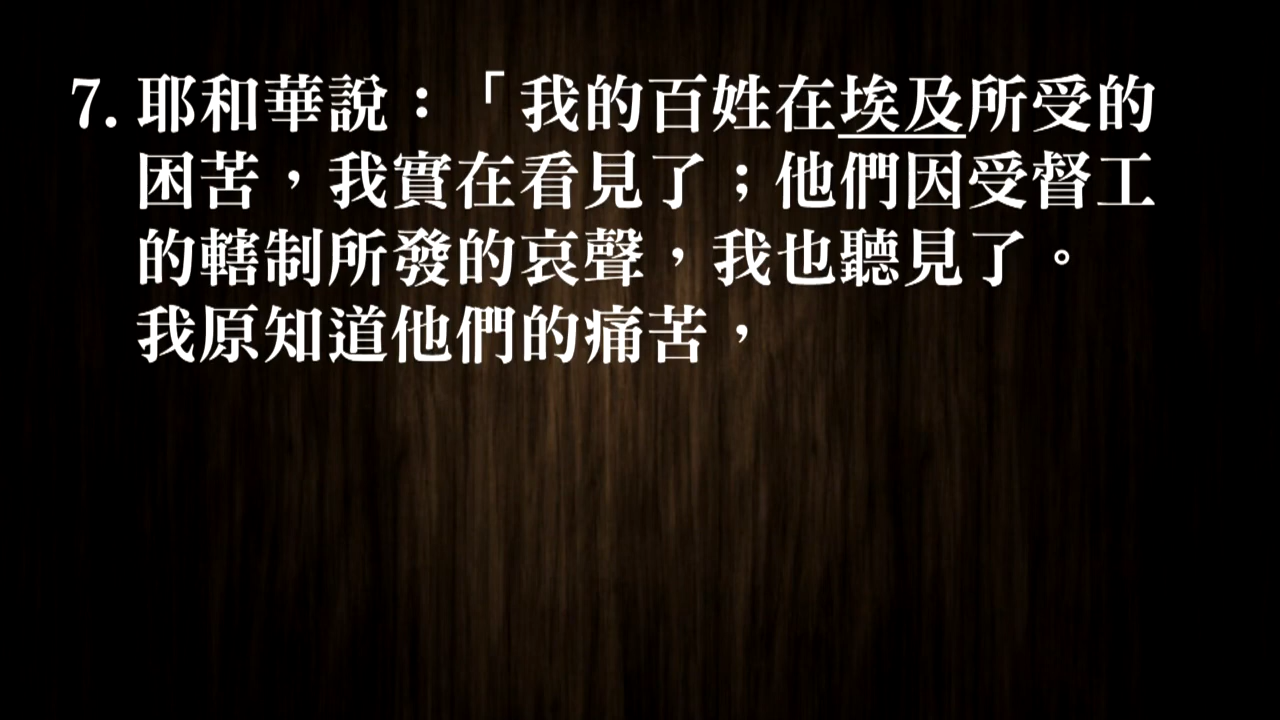 7. 耶和華說：「我的百姓在埃及所受的
困苦，我實在看見了；他們因受督工
的轄制所發的哀聲，我也聽見了。
我原知道他們的痛苦，